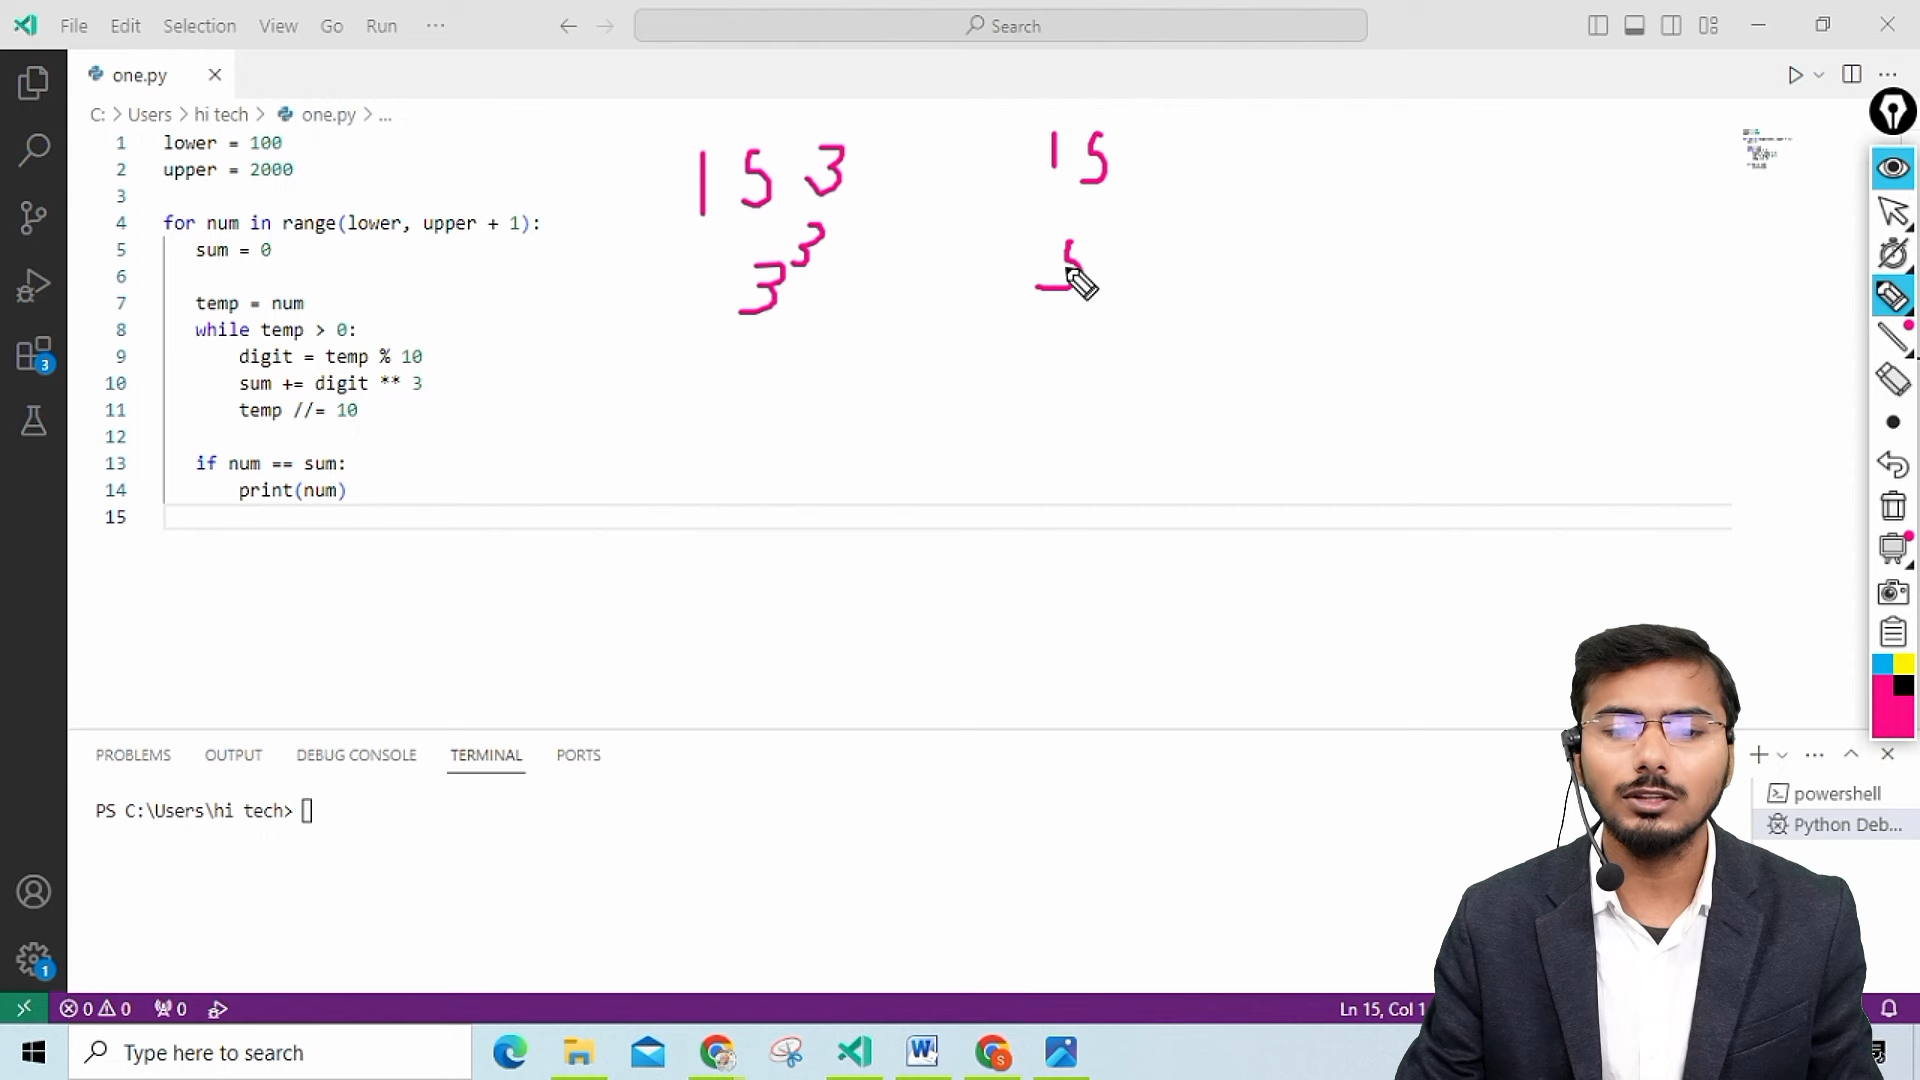 File Edit Selection View Go Run ··· Search
one.py
C: > Users > hi tech > one.py > ...
1 lower = 100
2 upper = 2000
3
4 for num in range(lower, upper + 1):
5 sum = 0
6
7 temp = num
8 while temp > 0:
9 digit = temp % 10
10 sum += digit ** 3
11 temp //= 10
12
13 if num == sum:
14 print(num)
15
1 5 3
3 3
1 5
5
3
PROBLEMS OUTPUT DEBUG CONSOLE TERMINAL PORTS
PS C:\Users\hi tech>
powershell
Python Deb...
1
0 0 0 Ln 15, Col 1
Type here to search